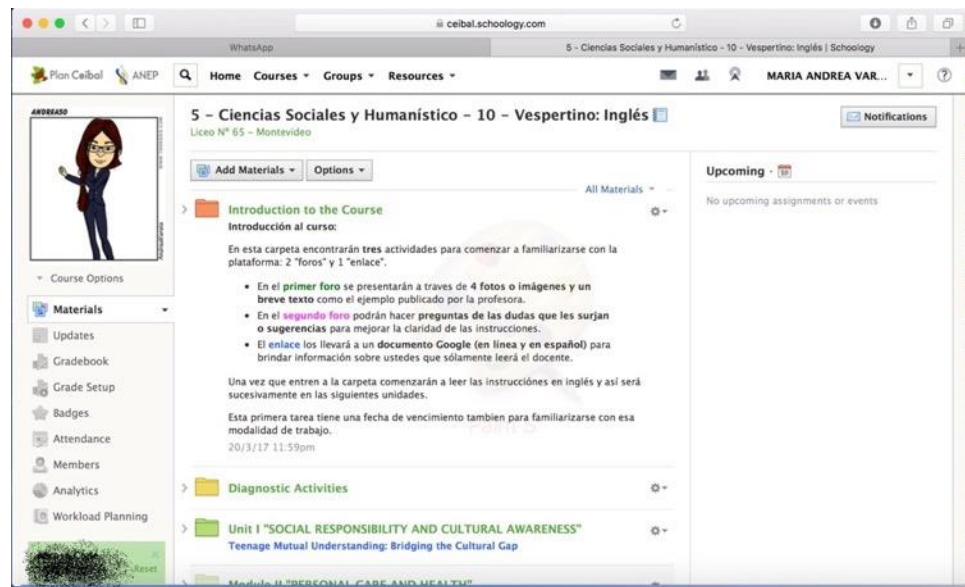 ceibal.schoology.com
WhatsApp
5 - Ciencias Sociales y Humanístico - 10 - Vespertino: Inglés | Schoology
Plan Ceibal ANEP Home Courses Groups Resources MARIA ANDREA VAR...
ANDREASO
5 - Ciencias Sociales y Humanístico - 10 - Vespertino: Inglés
Liceo Nº 65 - Montevideo
Notifications
Add Materials Options
All Materials
Upcoming
No upcoming assignments or events
Course Options
Materials
Updates
Gradebook
Grade Setup
Badges
Attendance
Members
Analytics
Workload Planning
Reset
Introduction to the Course
Introducción al curso:
En esta carpeta encontrarán tres actividades para comenzar a familiarizarse con la
plataforma: 2 "foros" y 1 "enlace".
• En el primer foro se presentarán a traves de 4 fotos o imágenes y un
breve texto como el ejemplo publicado por la profesora.
• En el segundo foro podrán hacer preguntas de las dudas que les surjan
o sugerencias para mejorar la claridad de las instrucciones.
• El enlace los llevará a un documento Google (en línea y en español) para
brindar información sobre ustedes que sólamente leerá el docente.
Una vez que entren a la carpeta comenzarán a leer las instrucciónes en inglés y así será
sucesivamente en las siguientes unidades.
Esta primera tarea tiene una fecha de vencimiento tambien para familiarizarse con esa
modalidad de trabajo.
20/3/17 11:59pm
Diagnostic Activities
Unit I "SOCIAL RESPONSIBILITY AND CULTURAL AWARENESS"
Teenage Mutual Understanding: Bridging the Cultural Gap
Module II "PERSONAL CARE AND HEALTH"